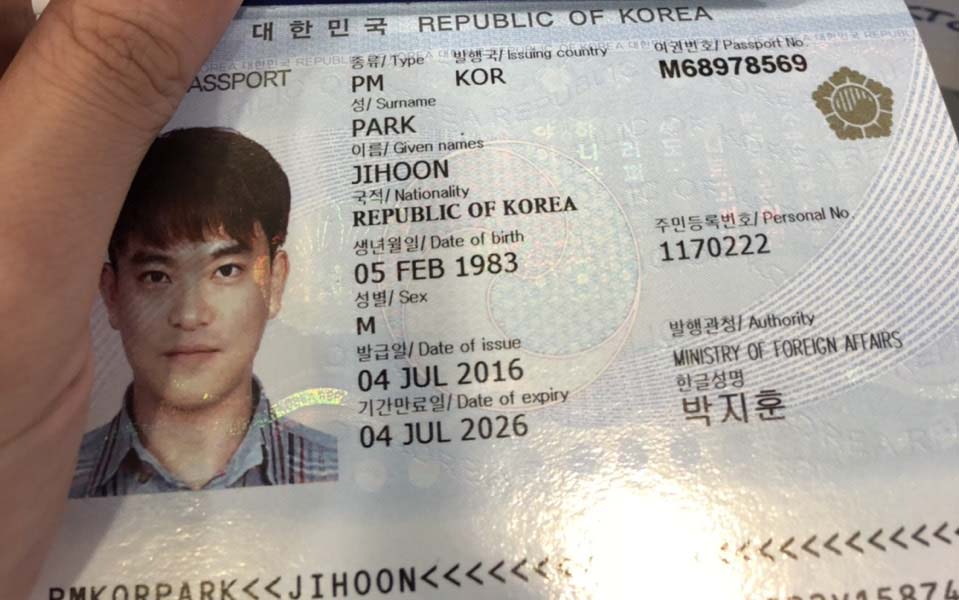 대한민국 REPUBLIC OF KOREA
종류/ Type 발행국/ Issuing country 여권번호/ Passport No.
PM KOR M68978569
성/ Surname
PARK
이름/ Given names
JIHOON
국적/ Nationality
REPUBLIC OF KOREA
생년월일/ Date of birth 주민등록번호/ Personal No.
05 FEB 1983 1170222
성별/ Sex
M
발급일/ Date of issue 발행관청/ Authority
04 JUL 2016 MINISTRY OF FOREIGN AFFAIRS
기간만료일/ Date of expiry 한글성명
04 JUL 2026 박지훈
PMKORPARK<<JIHOON<<<<<<<